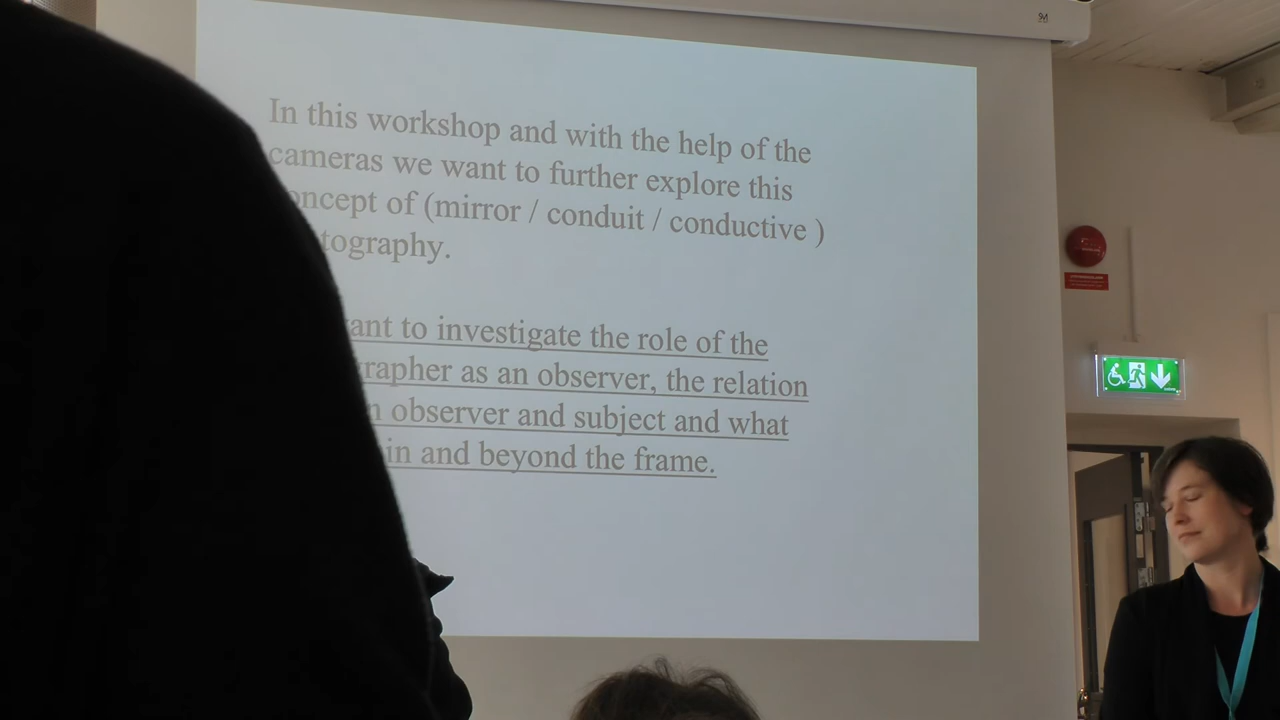 In this workshop and with the help of the
cameras we want to further explore this
oncept of (mirror / conduit / conductive )
tography.
ant to investigate the role of the
rapher as an observer, the relation
n observer and subject and what
in and beyond the frame.